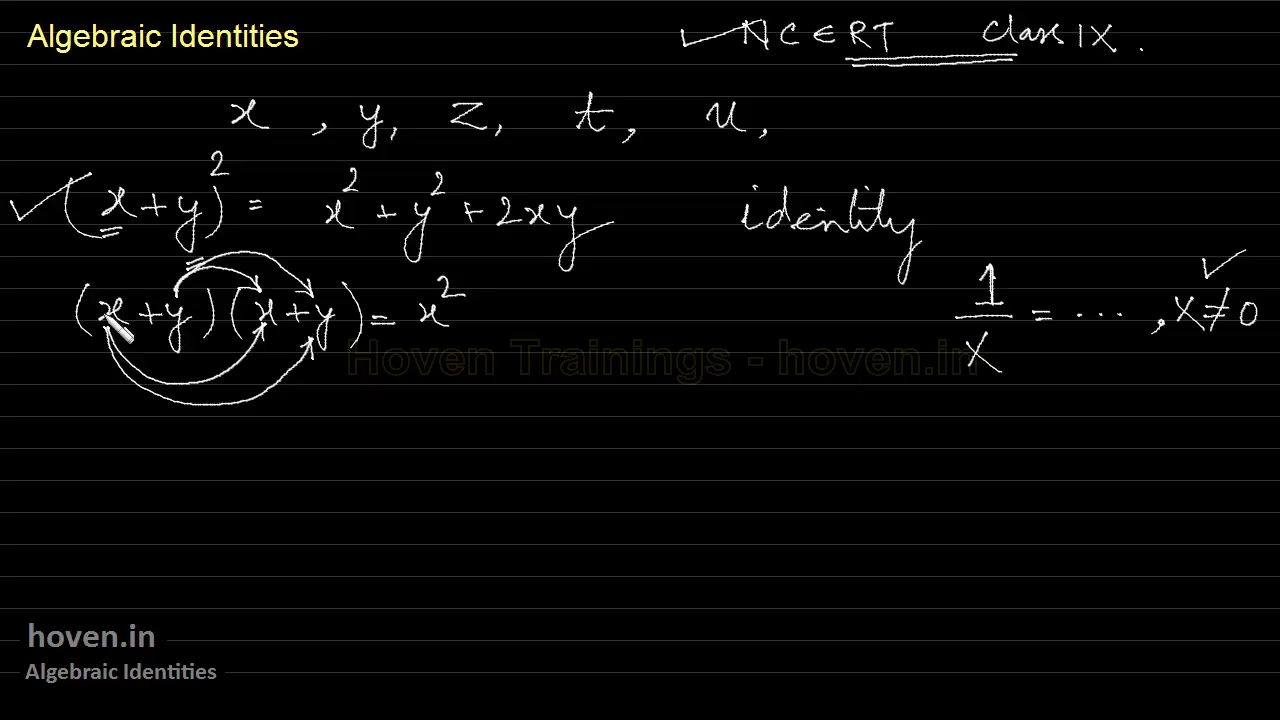 Algebraic Identities
NCERT Class IX.
x , y, z, t, u,
(x+y)² = x² + y² + 2xy identity
(x+y)(x+y) = x²
1/x = ... , x ≠ 0
Hoven Trainings - hoven.in
hoven.in
Algebraic Identities